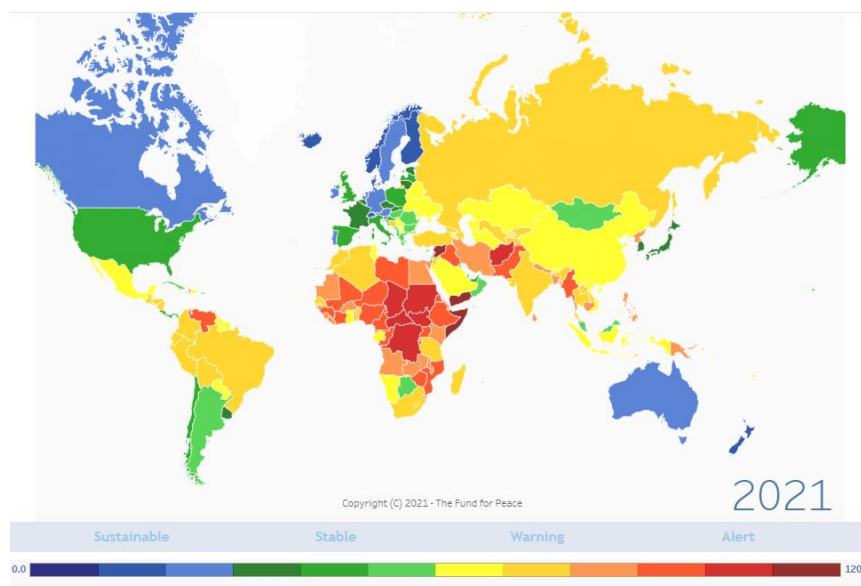 Copyright (C) 2021 - The Fund for Peace
2021
Sustainable Stable Warning Alert
0.0 120